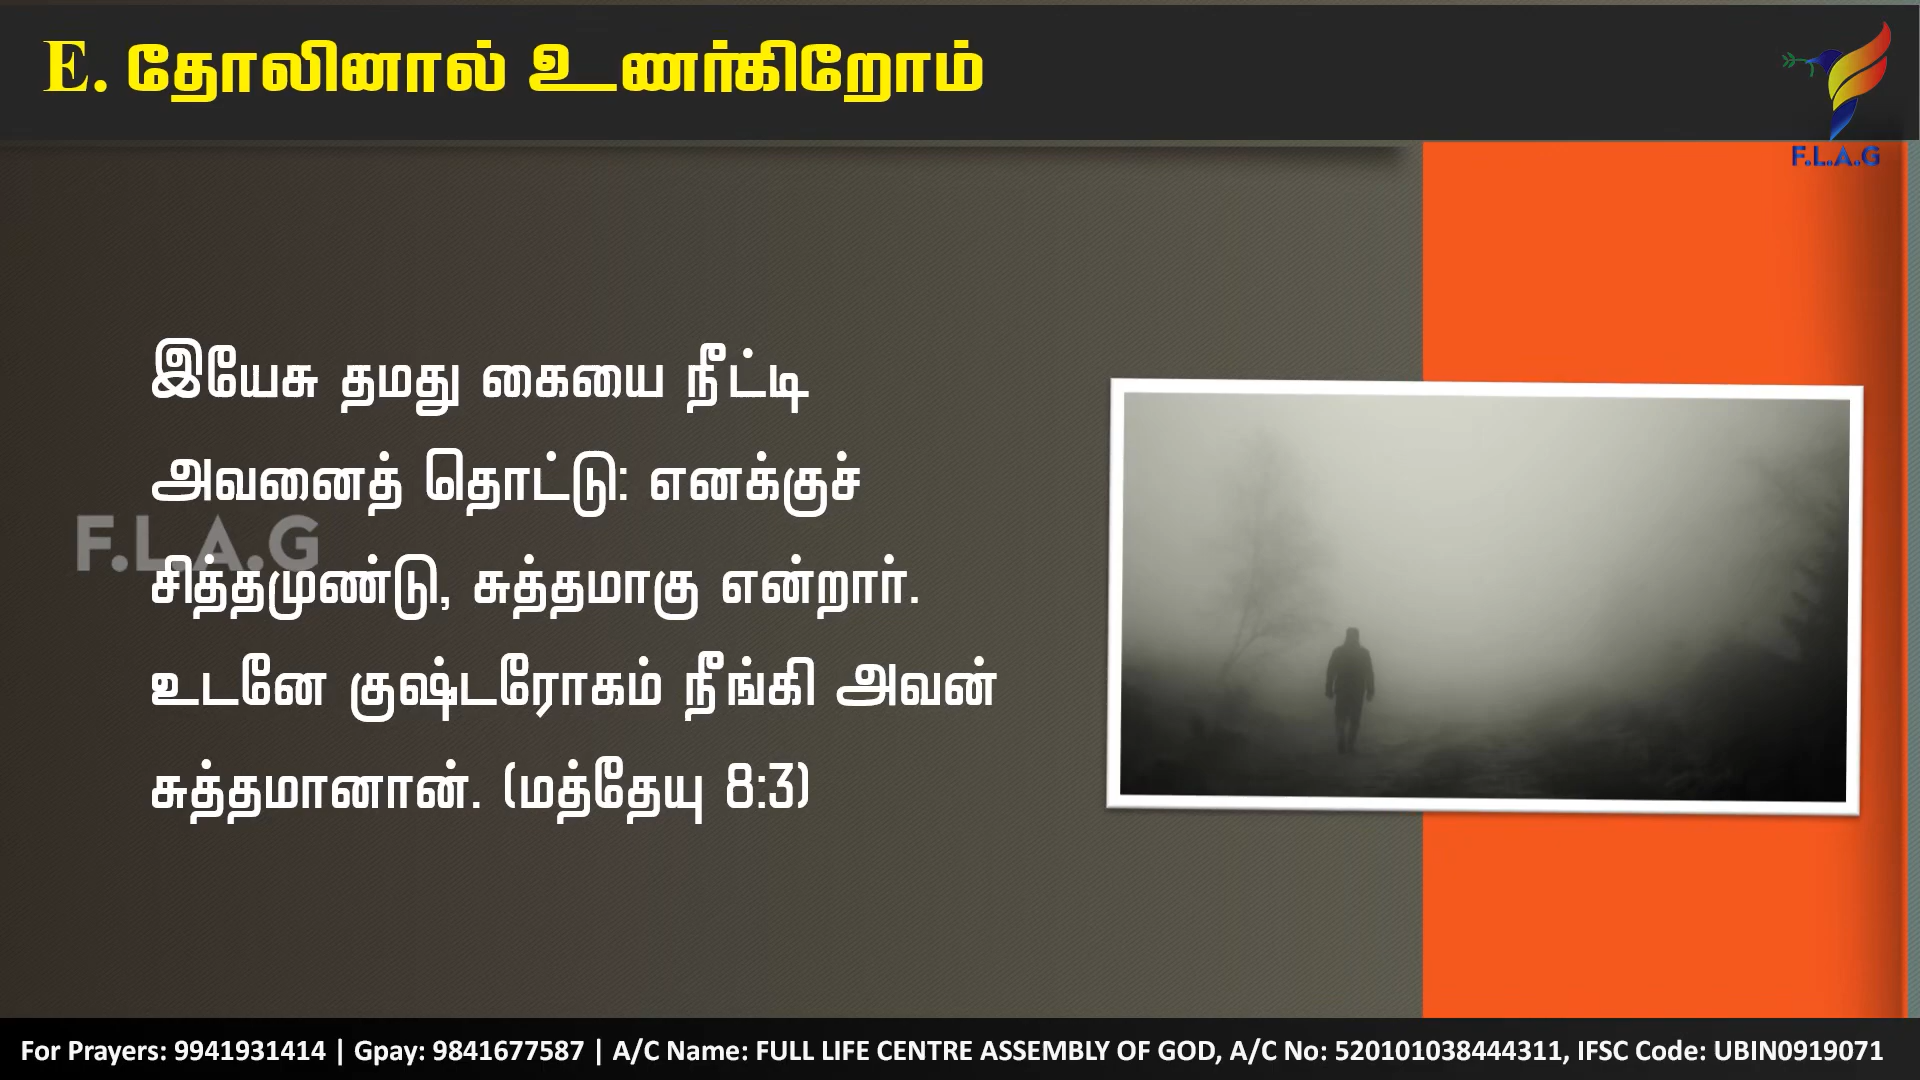 E. தோலினால் உணர்கிறோம்
F.L.A.G
இயேசு தமது கையை நீட்டி
அவனைத் தொட்டு: எனக்குச்
F.L.A.G
சித்தமுண்டு, சுத்தமாகு என்றார்.
உடனே குஷ்டரோகம் நீங்கி அவன்
சுத்தமானான். (மத்தேயு 8:3)
For Prayers: 9941931414 | Gpay: 9841677587 | A/C Name: FULL LIFE CENTRE ASSEMBLY OF GOD, A/C No: 520101038444311, IFSC Code: UBIN0919071